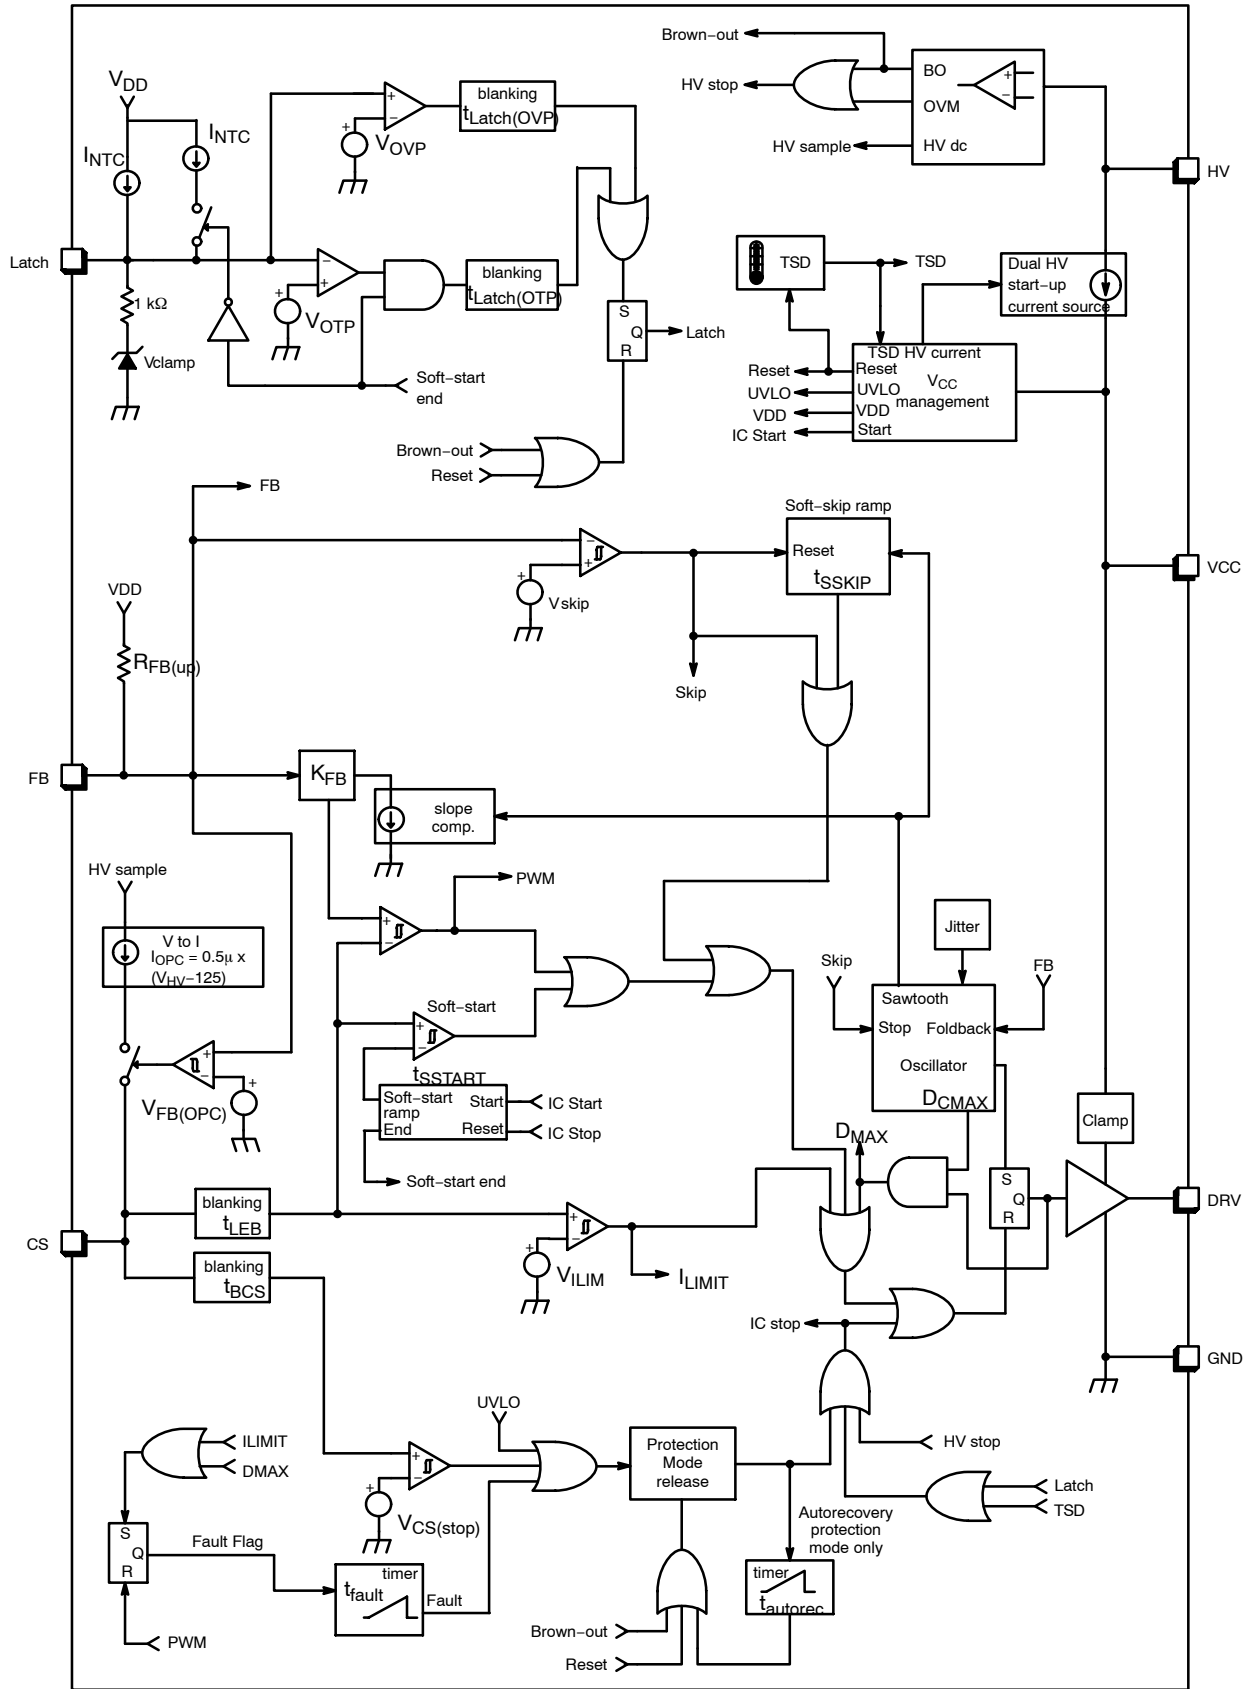 Brown−out
HV stop
HV sample
BO
OVM
HV dc
+
−
HV
VDD
INTC
INTC
+
−
+
VOVP
blanking
tLatch(OVP)
Latch
1 kΩ
Vclamp
−
+
+
VOTP
blanking
tLatch(OTP)
Soft−start
end
S
Q
R
Latch
Brown−out
Reset
TSD
TSD
Dual HV
start−up
current source
TSD HV current
Reset
UVLO
VDD
Start
VCC
management
Reset
UVLO
VDD
IC Start
FB
VDD
RFB(up)
−
+
+
Vskip
Soft−skip ramp
Reset
tSSKIP
Skip
VCC
FB
KFB
slope
comp.
HV sample
V to I
IOPC = 0.5μ x
(VHV−125)
+
−
PWM
Soft−start
+
−
tSSTART
Soft−start
ramp
End
Start
Reset
IC Start
IC Stop
Soft−start end
+
−
+
VFB(OPC)
Jitter
Skip
FB
Sawtooth
Stop
Foldback
Oscillator
DCMAX
DMAX
Clamp
S
Q
R
DRV
CS
blanking
tLEB
blanking
tBCS
+
−
+
VILIM
ILIMIT
IC stop
GND
HV stop
Latch
TSD
UVLO
ILIMIT
DMAX
+
−
+
VCS(stop)
Protection
Mode
release
Autorecovery
protection
mode only
S
Q
R
Fault Flag
timer
tfault
Fault
timer
tautorec
PWM
Brown−out
Reset